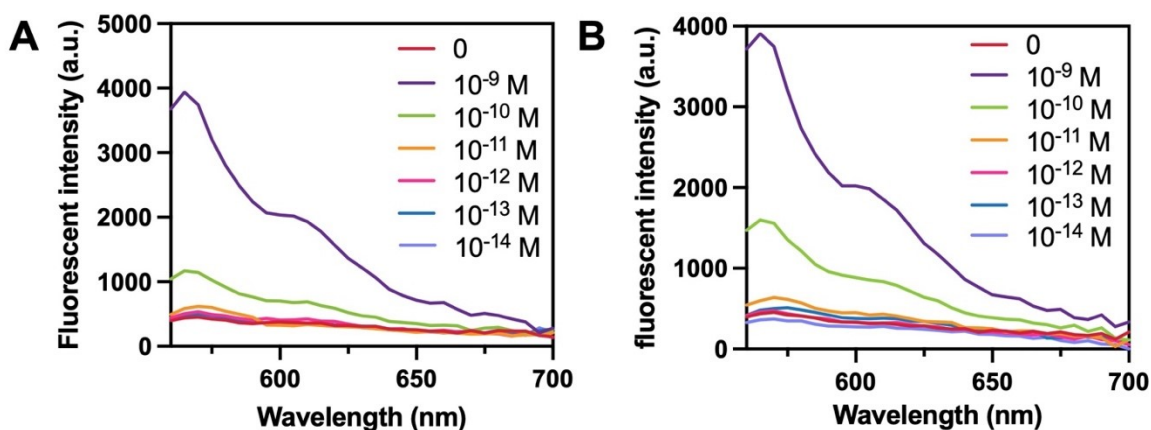 A
Fluorescent intensity (a.u.)
5000
4000
3000
2000
1000
0
0
10⁻⁹ M
10⁻¹⁰ M
10⁻¹¹ M
10⁻¹² M
10⁻¹³ M
10⁻¹⁴ M
600
650
700
Wavelength (nm)
B
fluorescent intensity (a.u.)
4000
3000
2000
1000
0
0
10⁻⁹ M
10⁻¹⁰ M
10⁻¹¹ M
10⁻¹² M
10⁻¹³ M
10⁻¹⁴ M
600
650
700
Wavelength (nm)